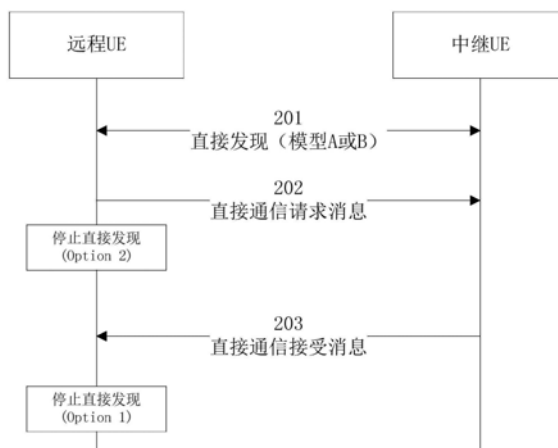 远程UE
中继UE
201
直接发现（模型A或B）
202
直接通信请求消息
停止直接发现
(Option 2)
203
直接通信接受消息
停止直接发现
(Option 1)